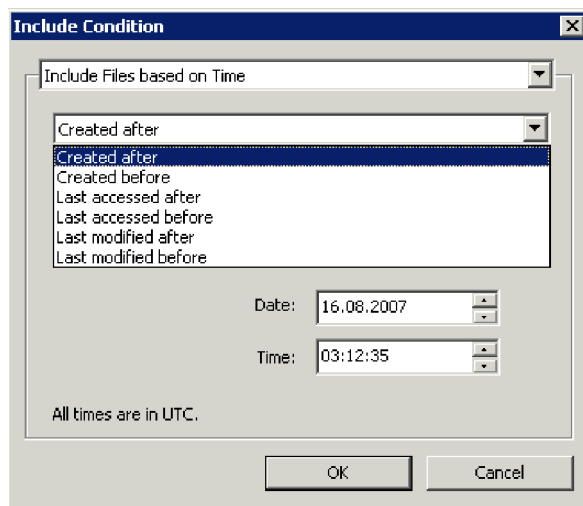 Include Condition
Include Files based on Time
Created after
Created after
Created before
Last accessed after
Last accessed before
Last modified after
Last modified before
Date: 16.08.2007
Time: 03:12:35
All times are in UTC.
OK Cancel